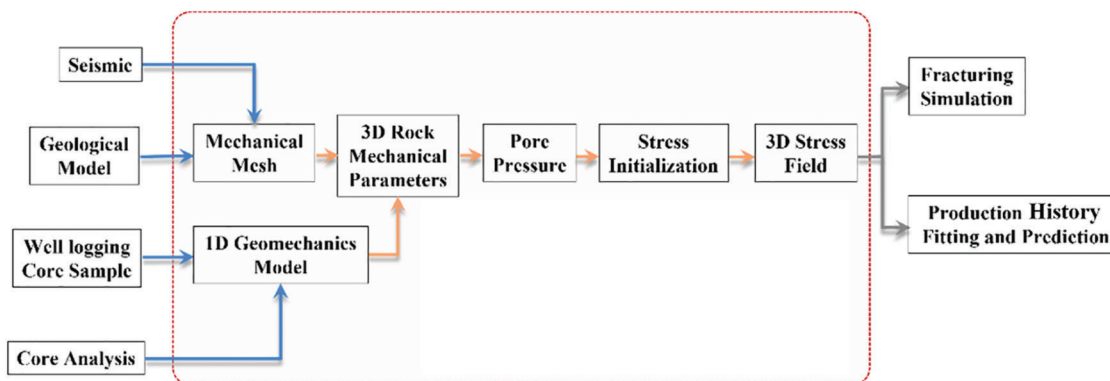 Seismic
Geological
Model
Well logging
Core Sample
Core Analysis
Mechanical
Mesh
1D Geomechanics
Model
3D Rock
Mechanical
Parameters
Pore
Pressure
Stress
Initialization
3D Stress
Field
Fracturing
Simulation
Production History
Fitting and Prediction